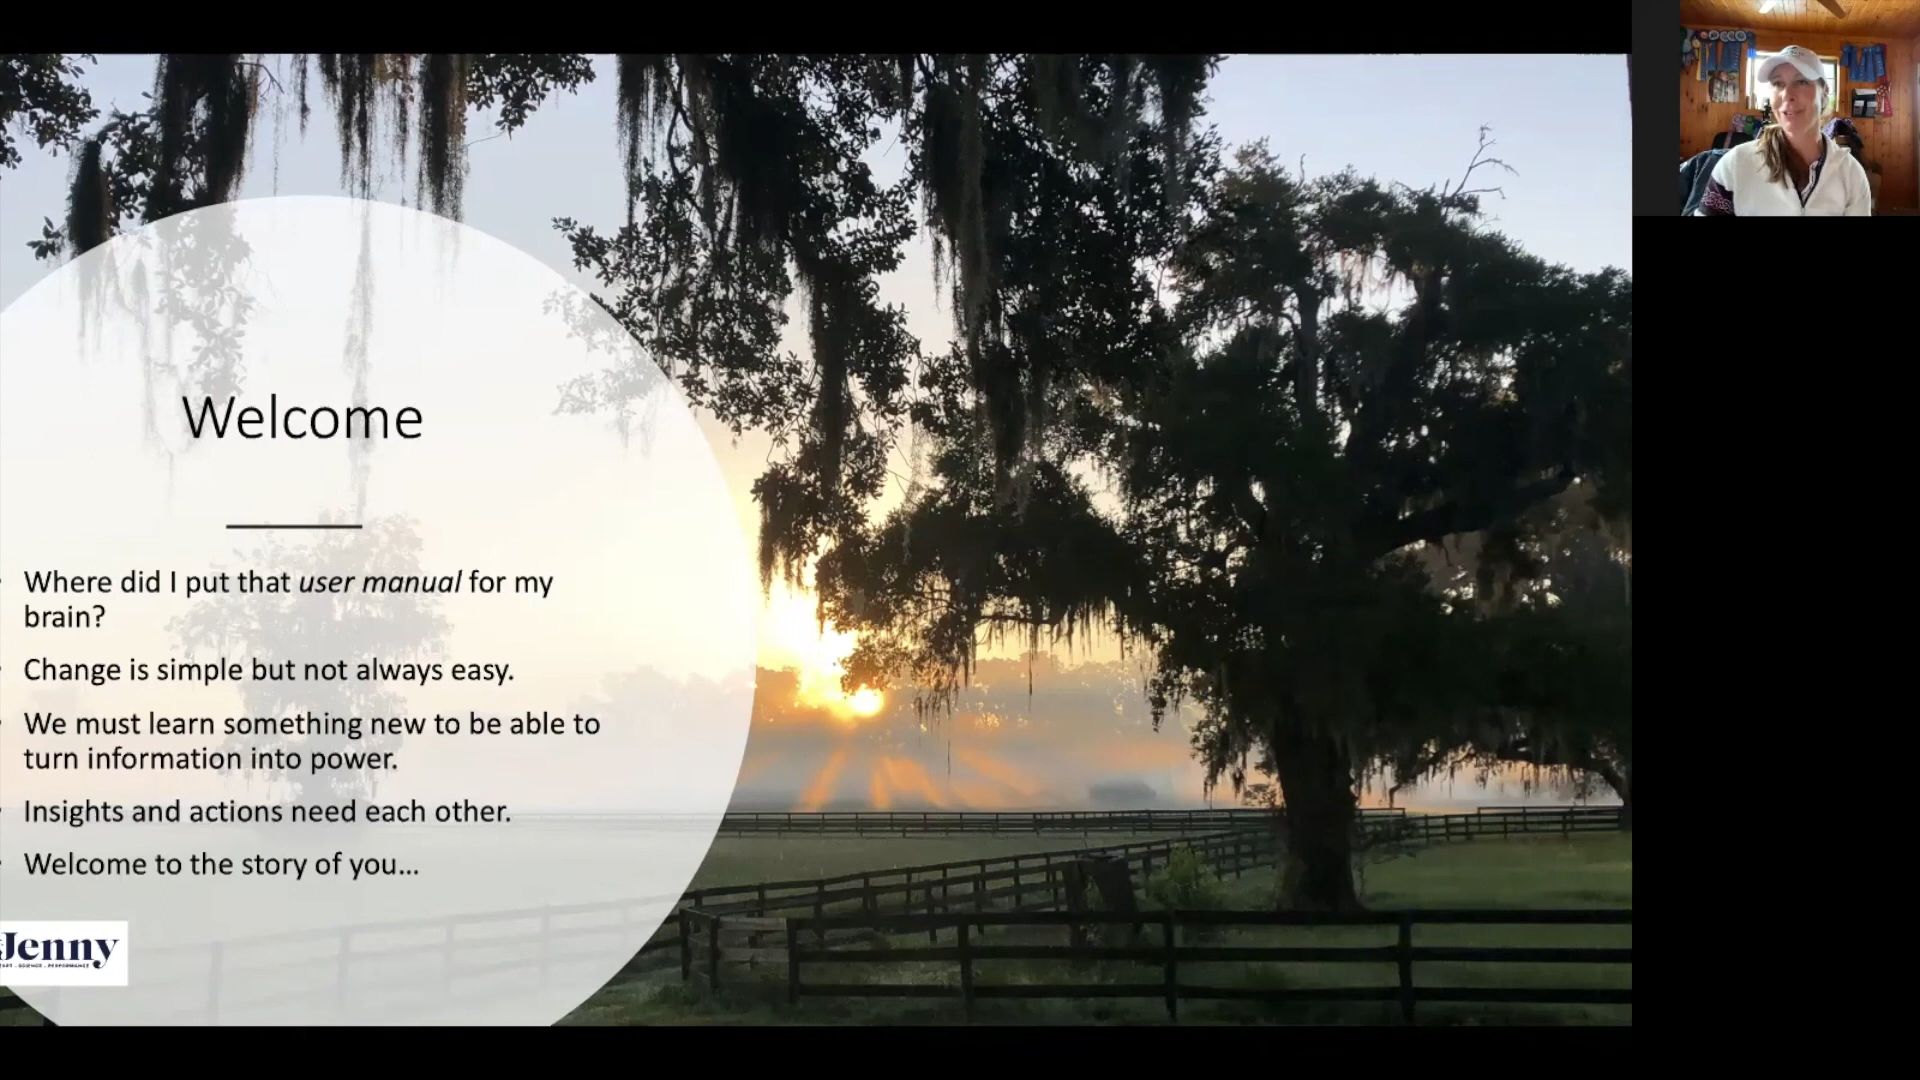 Welcome
Where did I put that user manual for my
brain?
Change is simple but not always easy.
We must learn something new to be able to
turn information into power.
Insights and actions need each other.
Welcome to the story of you...
Jenny